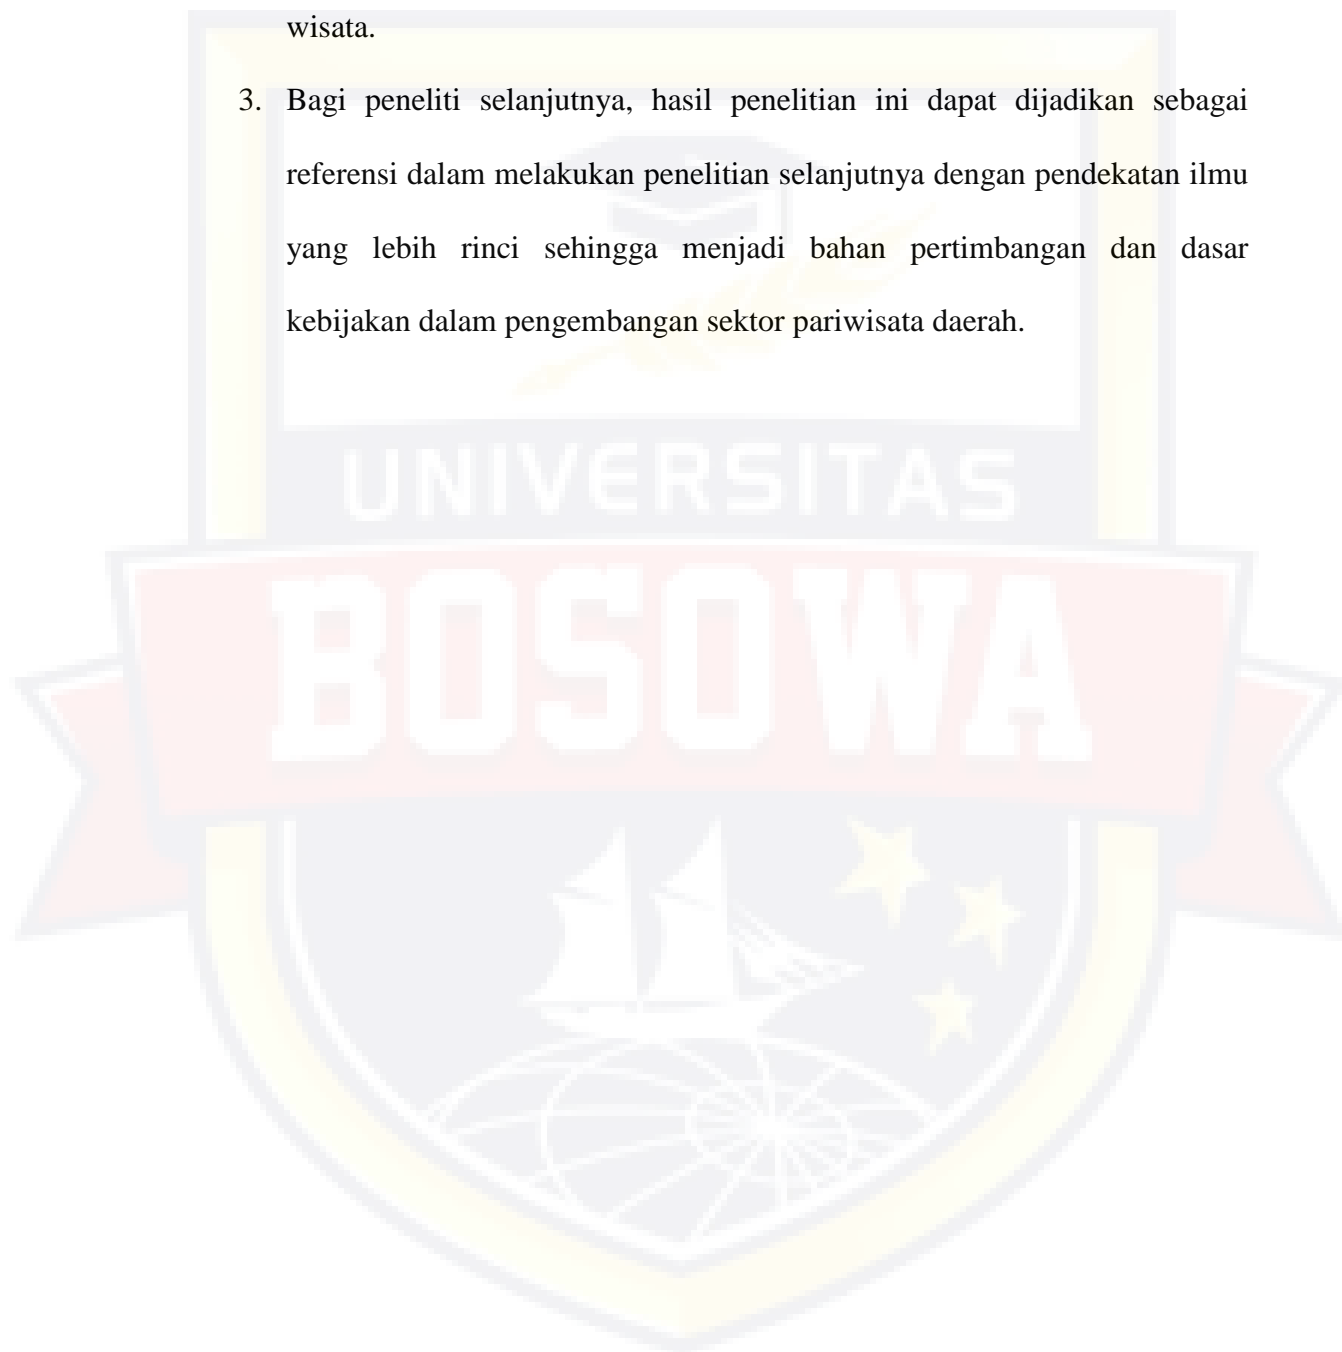 wisata.
3. Bagi peneliti selanjutnya, hasil penelitian ini dapat dijadikan sebagai
referensi dalam melakukan penelitian selanjutnya dengan pendekatan ilmu
yang lebih rinci sehingga menjadi bahan pertimbangan dan dasar
kebijakan dalam pengembangan sektor pariwisata daerah.
UNIVERSITAS
BOSOWA